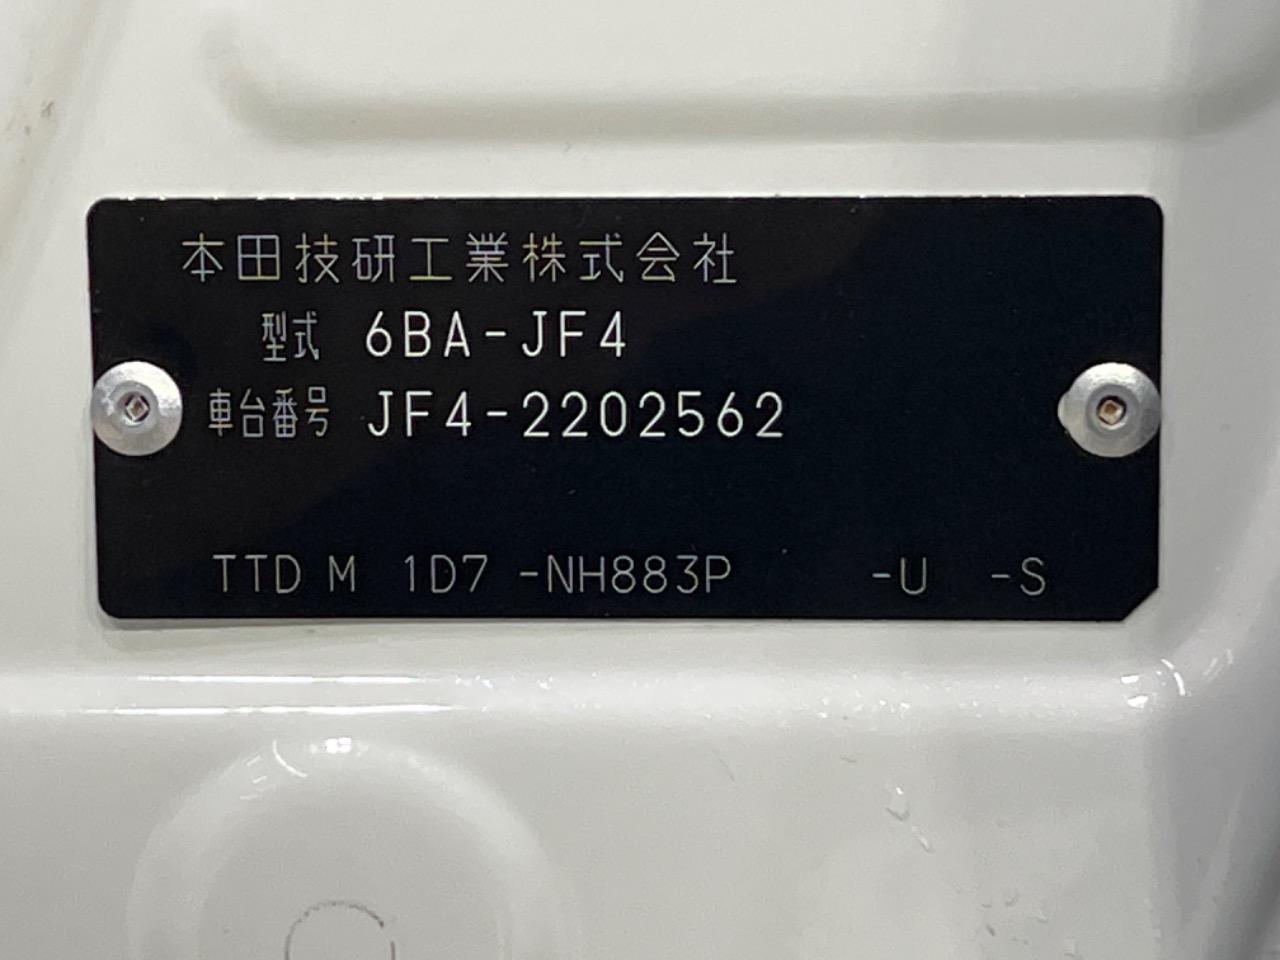 本田技研工業株式会社
型式 6BA-JF4
車台番号 JF4-2202562
TTD M 1D7 -NH883P -U -S